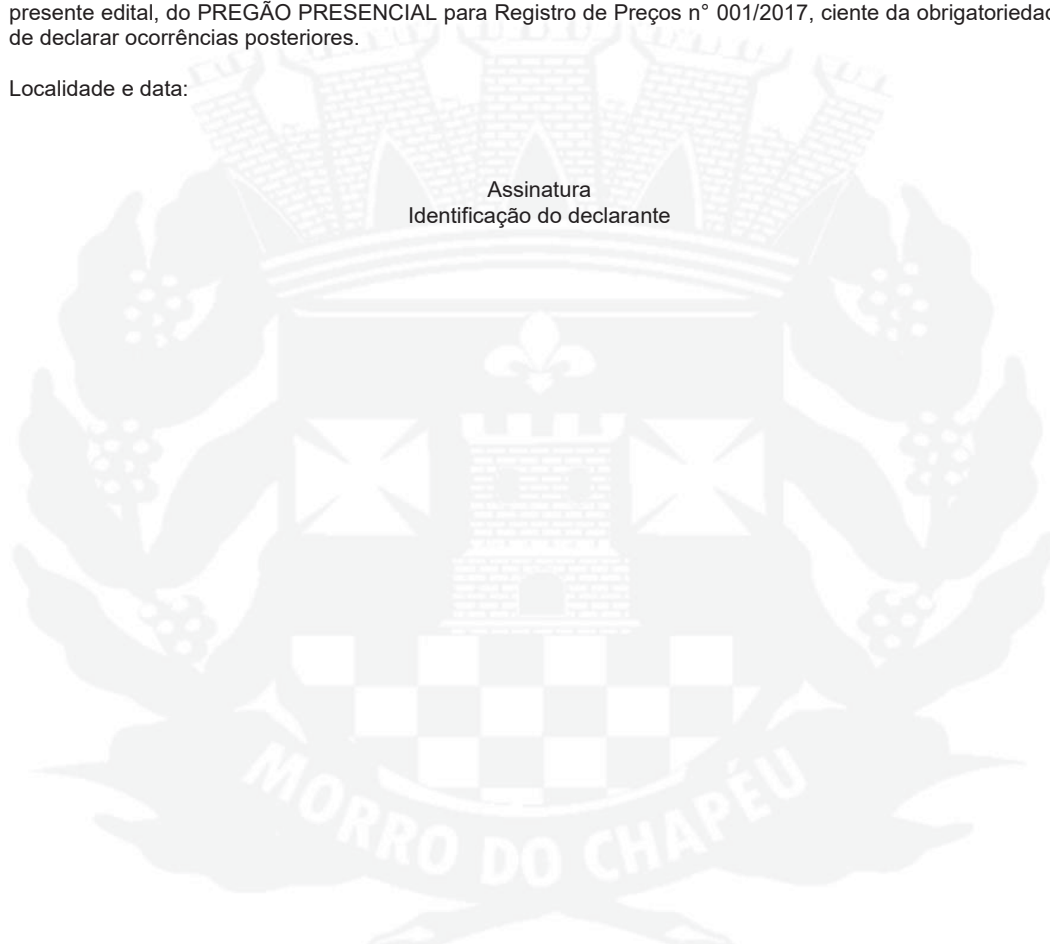 presente edital, do PREGÃO PRESENCIAL para Registro de Preços n° 001/2017, ciente da
de declarar ocorrências posteriores.
Localidade e data:
Assinatura
Identificação do declarante
MORRO DO CHAPÉU